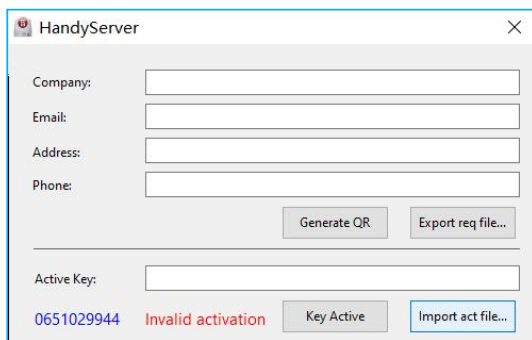 HandyServer
Company:
Email:
Address:
Phone:
Generate QR Export req file...
Active Key:
0651029944 Invalid activation Key Active Import act file...